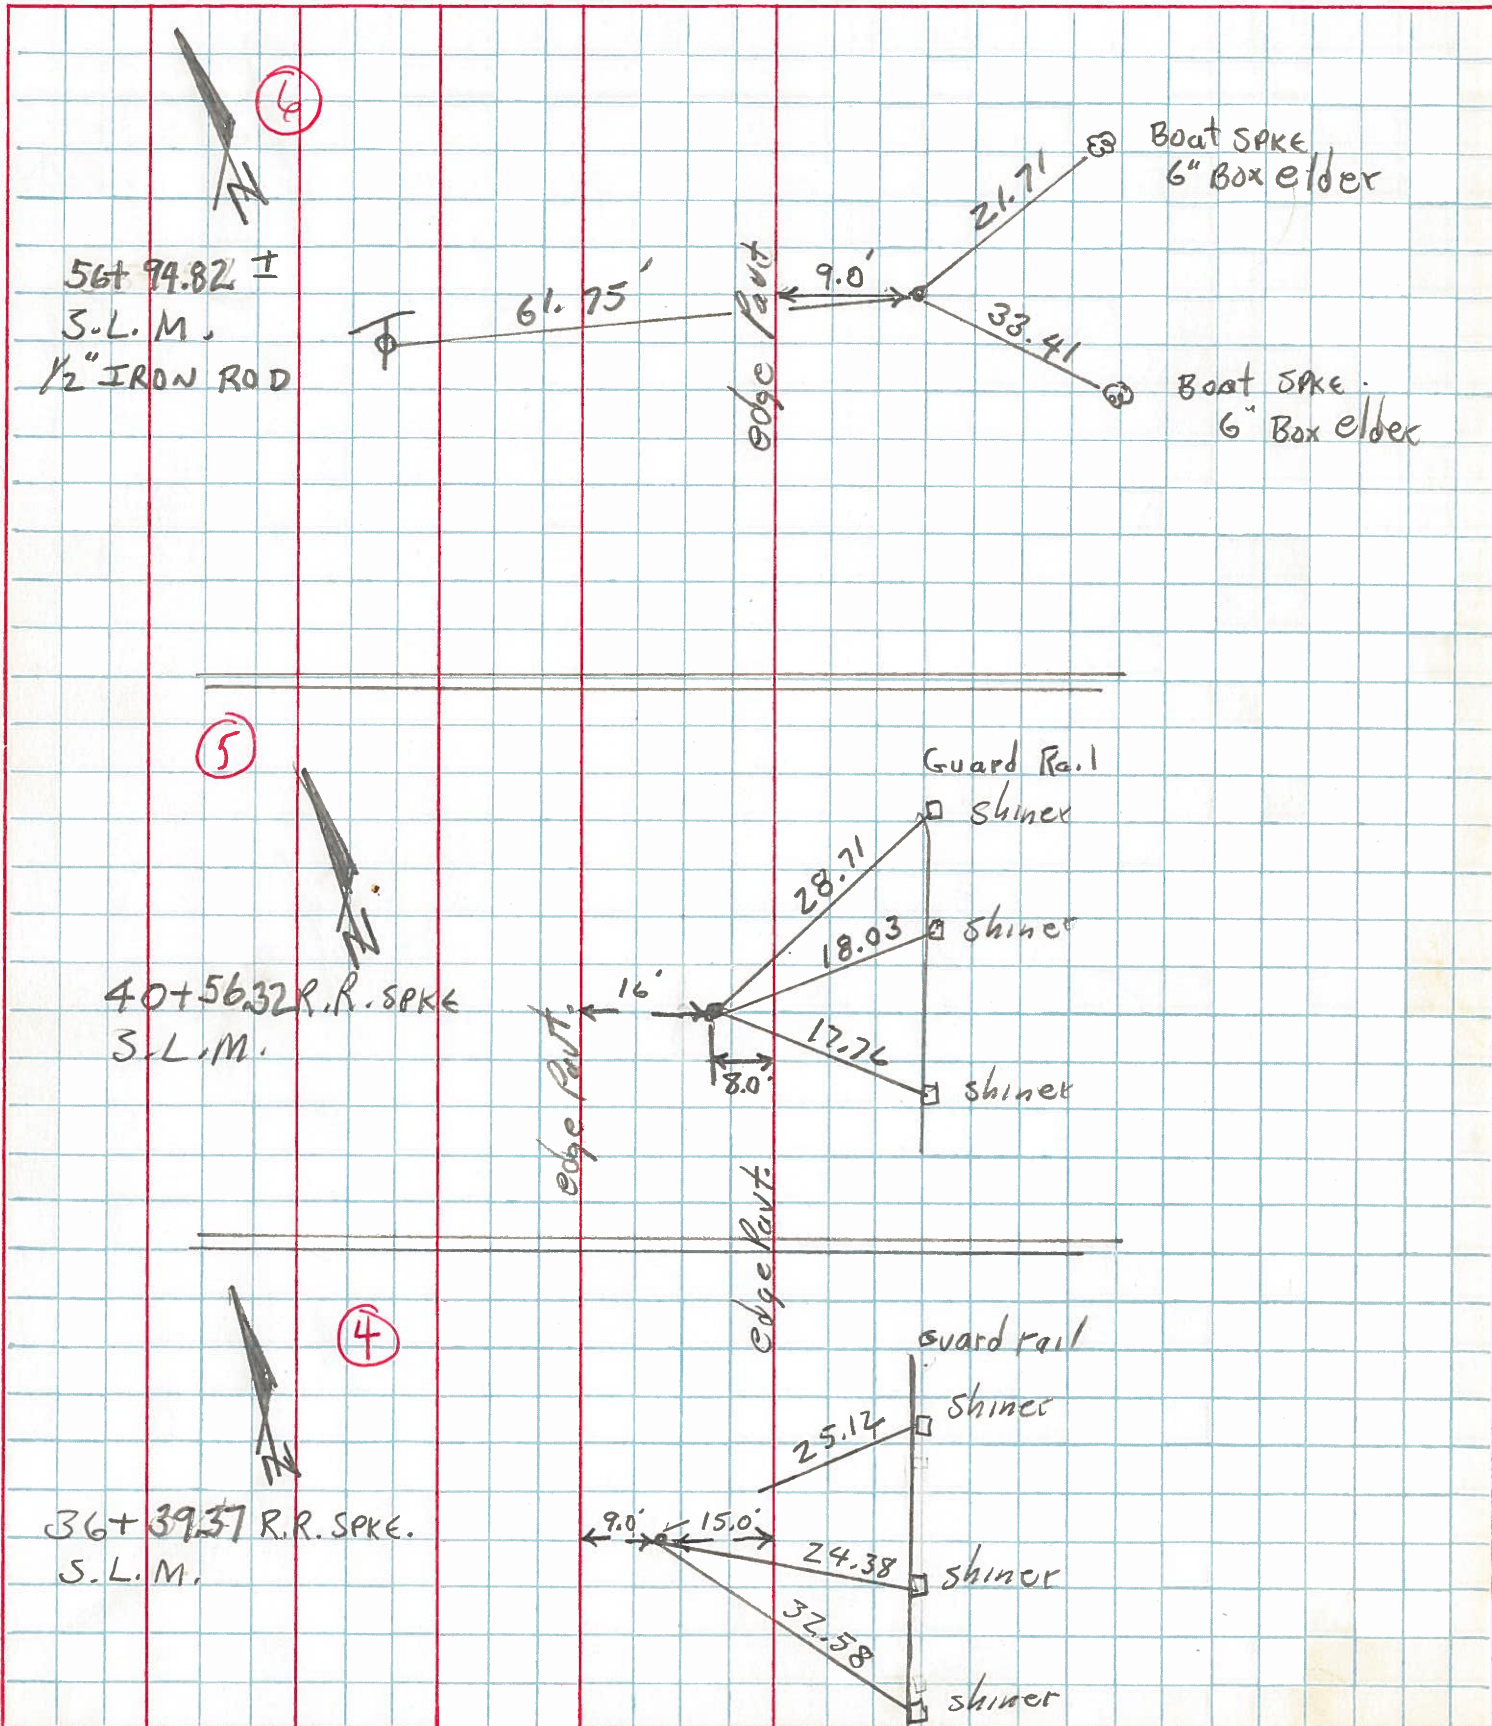 6
N
Boat SPKE
6" Box elder
56+ 94.82 ±
S.L.M.
1/2" IRON ROD
61.75'
edge Pavt
9.0'
21.71
33.41
Boat SPKE.
6" Box elder
5
N
40+56.32 R.R. SPKE
S.L.M.
Guard Rail
shiner
28.71
18.03
shiner
16'
17.76
8.0'
shiner
edge Pavt.
edge Pavt.
4
N
36+39.37 R.R. SPKE.
S.L.M.
Guard rail
shiner
25.12
9.0'
15.0'
24.38
shiner
32.58
shiner